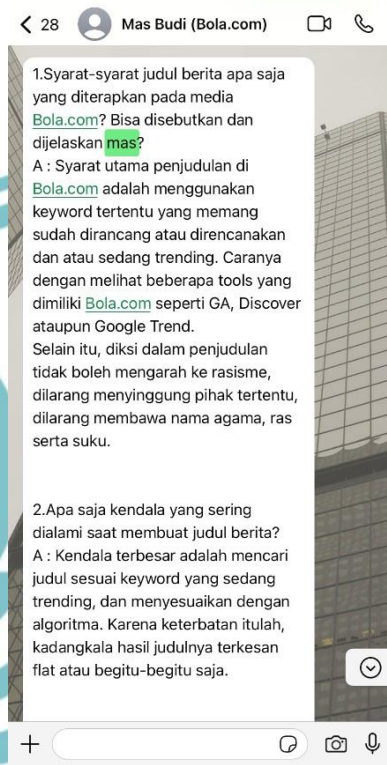 28
Mas Budi (Bola.com)
1.Syarat-syarat judul berita apa saja
yang diterapkan pada media
Bola.com? Bisa disebutkan dan
dijelaskan mas?
A : Syarat utama penjudulan di
Bola.com adalah menggunakan
keyword tertentu yang memang
sudah dirancang atau direncanakan
dan atau sedang trending. Caranya
dengan melihat beberapa tools yang
dimiliki Bola.com seperti GA, Discover
ataupun Google Trend.
Selain itu, diksi dalam penjudulan
tidak boleh mengarah ke rasisme,
dilarang menyinggung pihak tertentu,
dilarang membawa nama agama, ras
serta suku.
2.Apa saja kendala yang sering
dialami saat membuat judul berita?
A : Kendala terbesar adalah mencari
judul sesuai keyword yang sedang
trending, dan menyesuaikan dengan
algoritma. Karena keterbatan itulah,
kadangkala hasil judulnya terkesan
flat atau begitu-begitu saja.